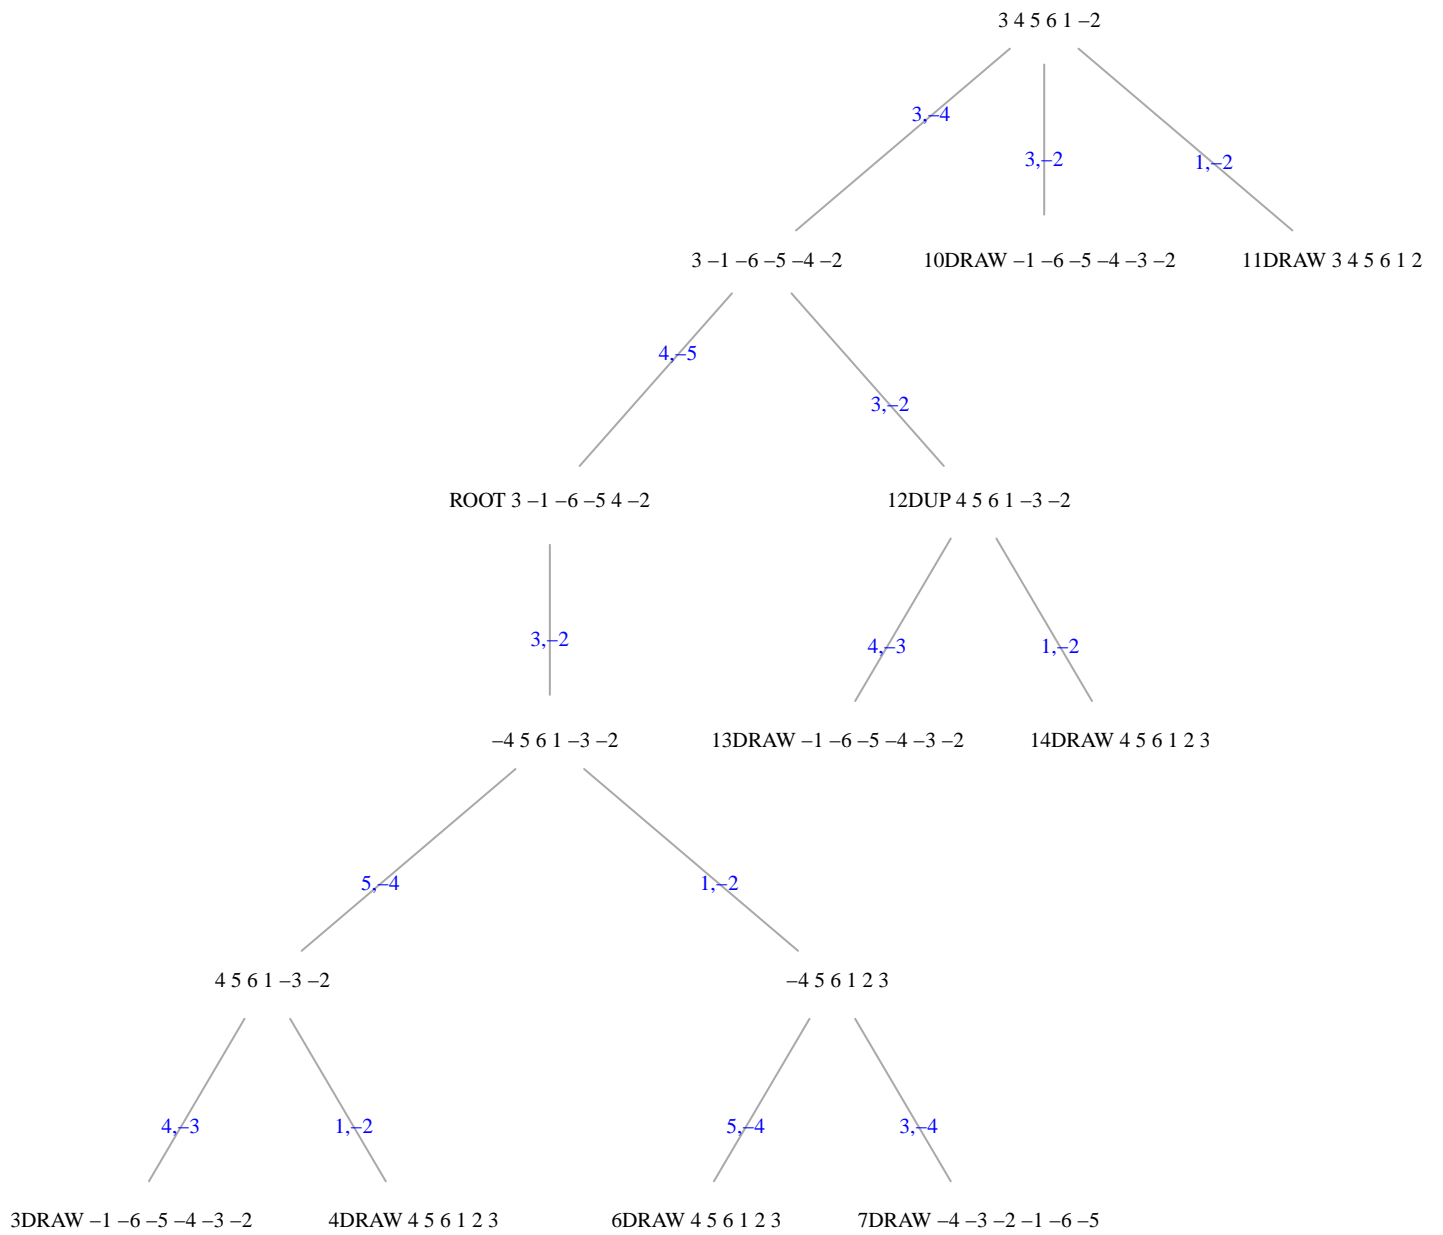 3 4 5 6 1 –2
3,–4
3,–2
1,–2
3 –1 –6 –5 –4 –2
10DRAW –1 –6 –5 –4 –3 –2
11DRAW 3 4 5 6 1 2
4,–5
3,–2
ROOT 3 –1 –6 –5 4 –2
12DUP 4 5 6 1 –3 –2
3,–2
4,–3
1,–2
–4 5 6 1 –3 –2
13DRAW –1 –6 –5 –4 –3 –2
14DRAW 4 5 6 1 2 3
5,–4
1,–2
4 5 6 1 –3 –2
–4 5 6 1 2 3
4,–3
1,–2
5,–4
3,–4
3DRAW –1 –6 –5 –4 –3 –2
4DRAW 4 5 6 1 2 3
6DRAW 4 5 6 1 2 3
7DRAW –4 –3 –2 –1 –6 –5